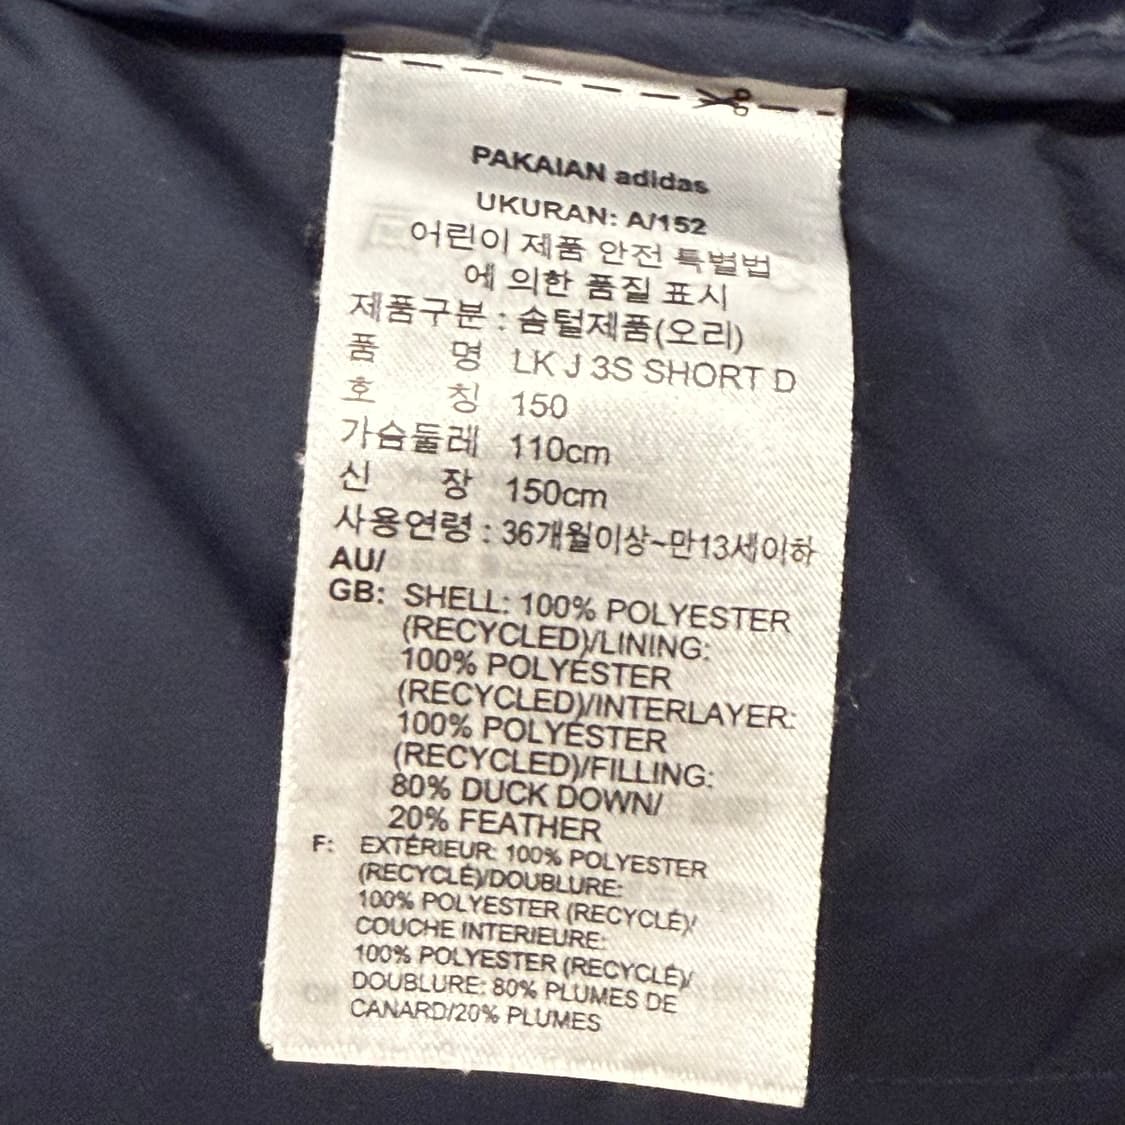 PAKAIAN adidas
UKURAN: A/152
어린이 제품 안전 특별법
에 의한 품질 표시
제품구분 : 솜털제품(오리)
품 명 LK J 3S SHORT D
호 칭 150
가슴둘레 110cm
신 장 150cm
사용연령 : 36개월이상~만13세이하
AU/
GB: SHELL: 100% POLYESTER
(RECYCLED)/LINING:
100% POLYESTER
(RECYCLED)/INTERLAYER:
100% POLYESTER
(RECYCLED)/FILLING:
80% DUCK DOWN/
20% FEATHER
F: EXTÉRIEUR: 100% POLYESTER
(RECYCLÉ)/DOUBLURE:
100% POLYESTER (RECYCLÉ)/
COUCHE INTERIEURE:
100% POLYESTER (RECYCLÉ)/
DOUBLURE: 80% PLUMES DE
CANARD/20% PLUMES